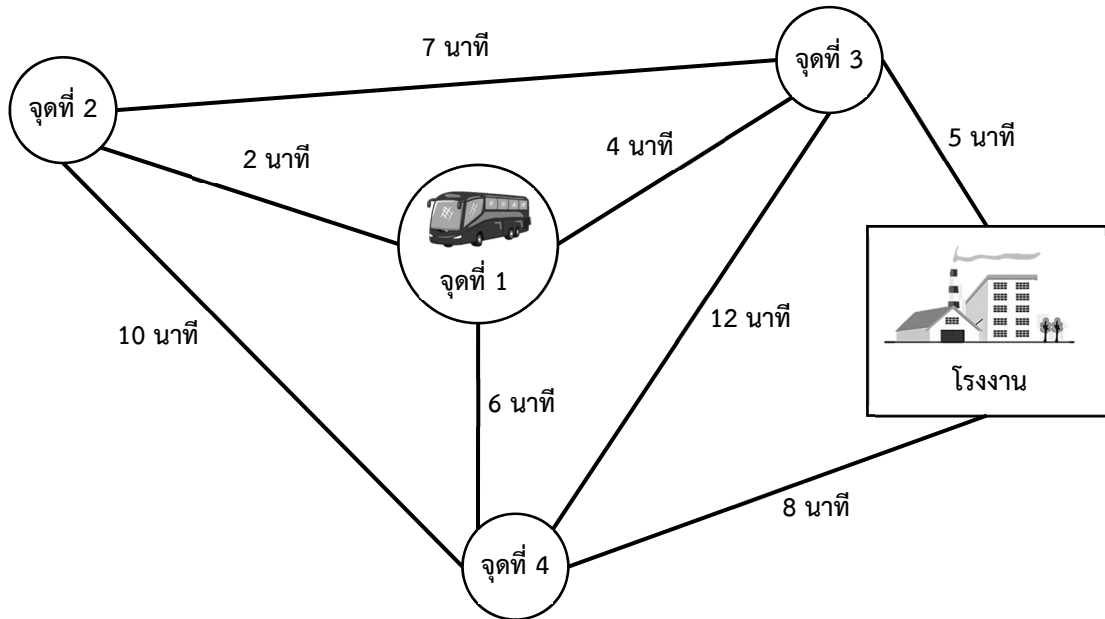 7 นาที
จุดที่ 3
จุดที่ 2
5 นาที
2 นาที
4 นาที
จุดที่ 1
10 นาที
12 นาที
โรงงาน
6 นาที
8 นาที
จุดที่ 4